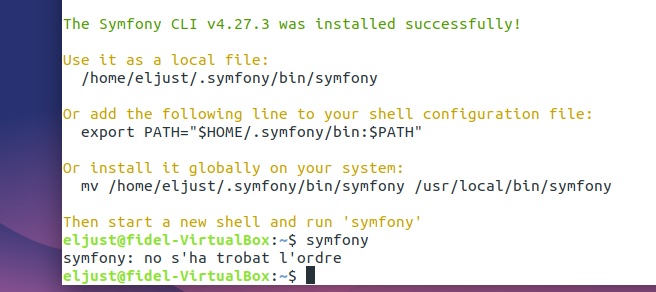 The Symfony CLI v4.27.3 was installed successfully!
Use it as a local file:
/home/eljust/.symfony/bin/symfony
Or add the following line to your shell configuration file:
export PATH="$HOME/.symfony/bin:$PATH"
Or install it globally on your system:
mv /home/eljust/.symfony/bin/symfony /usr/local/bin/symfony
Then start a new shell and run 'symfony'
eljust@fidel-VirtualBox:~$ symfony
symfony: no s'ha trobat l'ordre
eljust@fidel-VirtualBox:~$